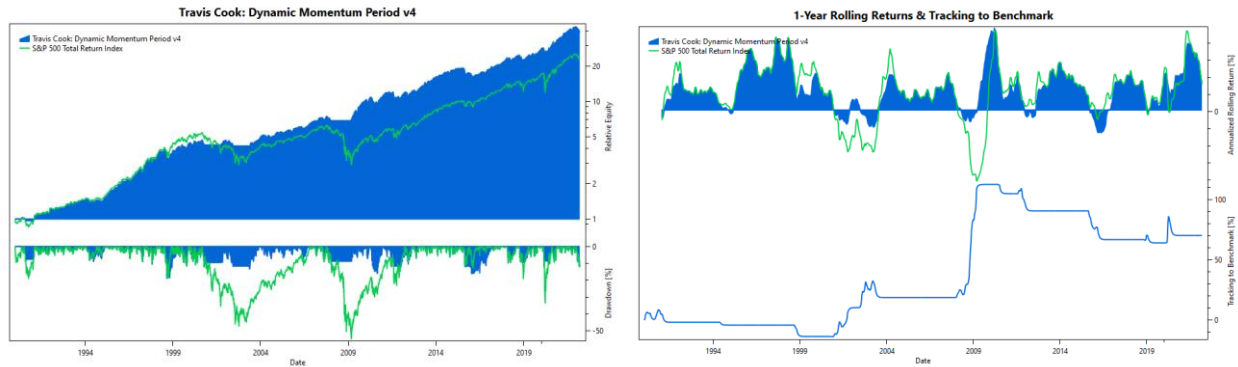 Travis Cook: Dynamic Momentum Period v4
Travis Cook: Dynamic Momentum Period v4
S&P 500 Total Return Index
20
10
5
2
1
Relative Equity
0
-50
Drawdown [%]
1994
1999
2004
2009
2014
2019
Date
1-Year Rolling Returns & Tracking to Benchmark
Travis Cook: Dynamic Momentum Period v4
S&P 500 Total Return Index
0
Annualized Rolling Return [%]
100
50
0
Tracking to Benchmark [%]
1994
1999
2004
2009
2014
2019
Date